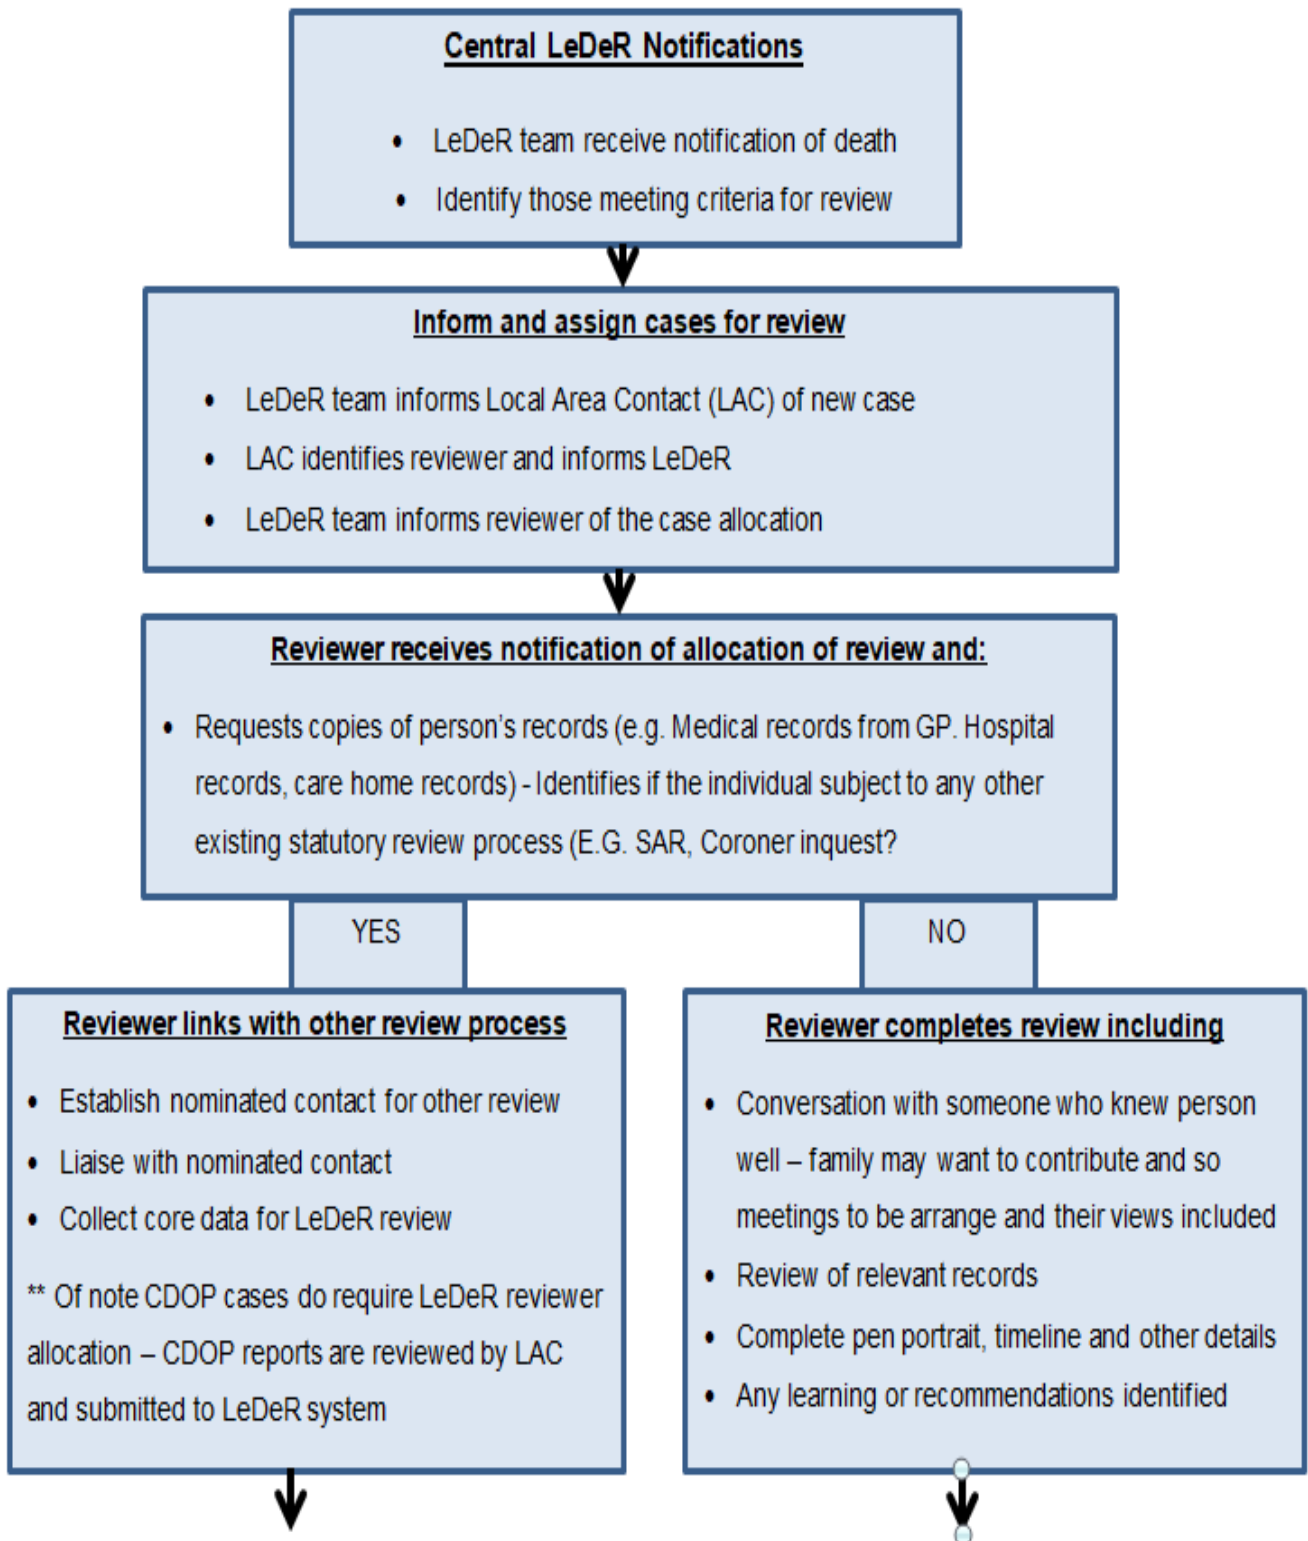 Central LeDeR Notifications
• LeDeR team receive notification of death
• Identify those meeting criteria for review
Inform and assign cases for review
• LeDeR team informs Local Area Contact (LAC) of new case
• LAC identifies reviewer and informs LeDeR
• LeDeR team informs reviewer of the case allocation
Reviewer receives notification of allocation of review and:
• Requests copies of person's records (e.g. Medical records from GP. Hospital
records, care home records) - Identifies if the individual subject to any other
existing statutory review process (E.G. SAR, Coroner inquest?
YES
NO
Reviewer links with other review process
• Establish nominated contact for other review
• Liaise with nominated contact
• Collect core data for LeDeR review
** Of note CDOP cases do require LeDeR reviewer
allocation – CDOP reports are reviewed by LAC
and submitted to LeDeR system
Reviewer completes review including
• Conversation with someone who knew person
well – family may want to contribute and so
meetings to be arrange and their views included
• Review of relevant records
• Complete pen portrait, timeline and other details
• Any learning or recommendations identified